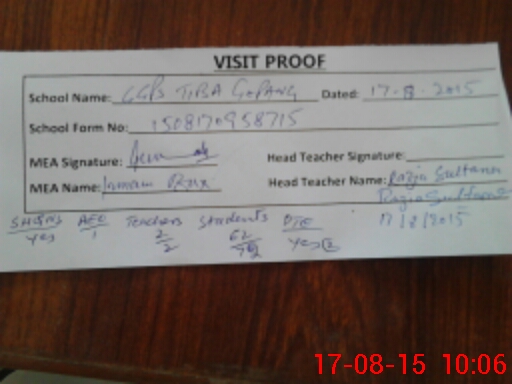 VISIT PROOF
School Name: GGPS TIBA GOPANG Dated: 17-8-2015
School Form No: 1508170958715
MEA Signature: Head Teacher Signature:
MEA Name: Head Teacher Name: Razia Sultana
Razia Sultana
AEO Teachers Students 17/8/2015
yes 1 2/2 62 yes
17-08-15 10:06